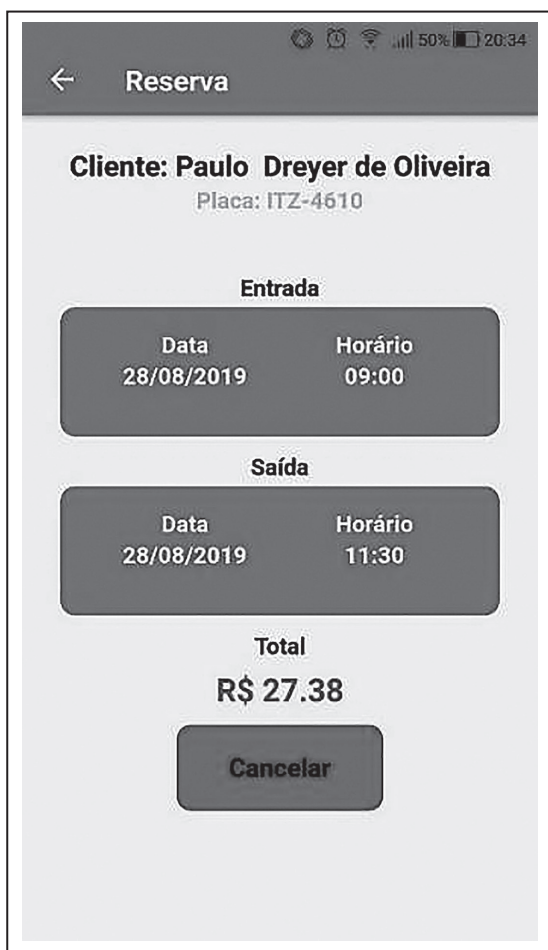 50% 20:34
Reserva
Cliente: Paulo Dreyer de Oliveira
Placa: ITZ-4610
Entrada
Data Horário
28/08/2019 09:00
Saída
Data Horário
28/08/2019 11:30
Total
R$ 27.38
Cancelar